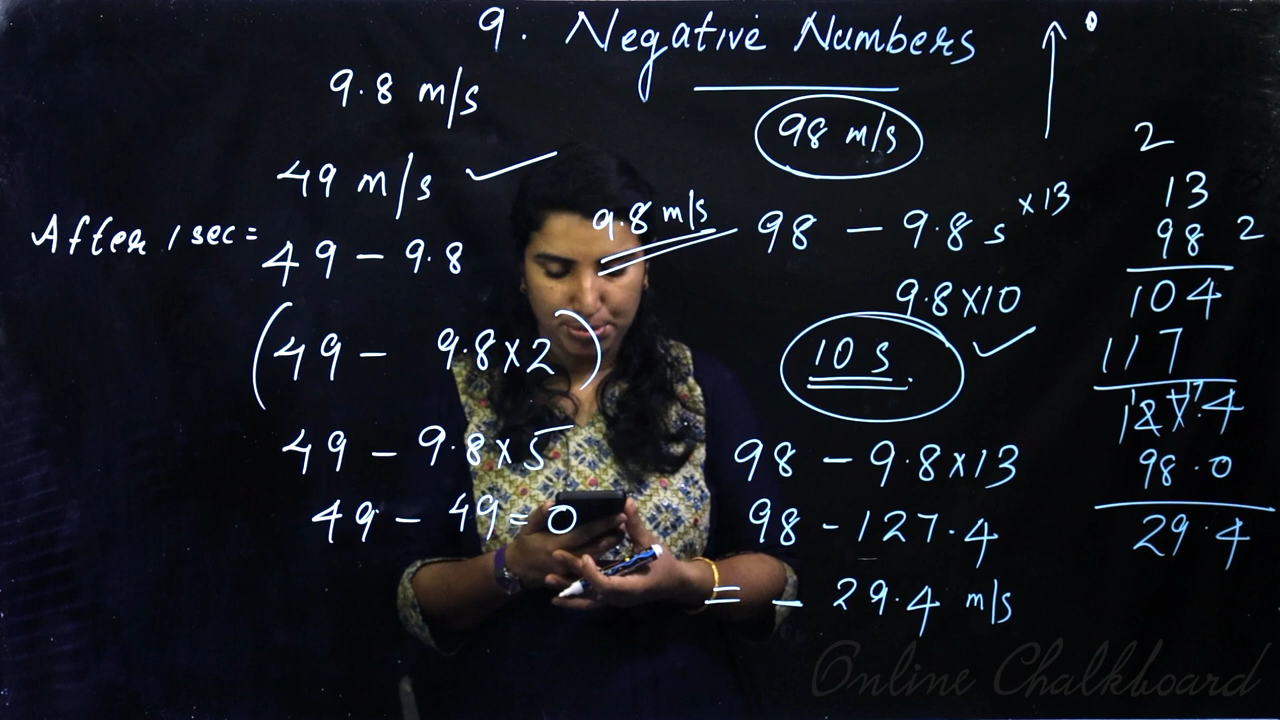 9. Negative Numbers
9.8 m/s
49 m/s ✓
After 1 sec =
49 - 9.8
(49 - 9.8×2)
49 - 9.8×5
49 - 49 = 0
98 m/s
9.8 m/s
98 - 9.8 s ×13
9.8×10
10 s ✓
98 - 9.8×13
98 - 127.4
= - 29.4 m/s
2
13
98 2
104
117
127.4
98.0
29.4
Online Chalkboard